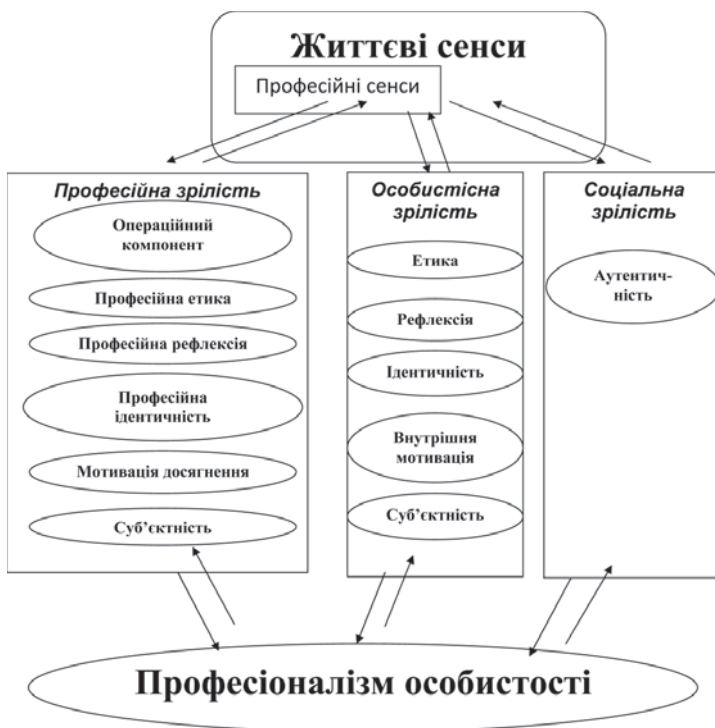 Життєві сенси
Професійні сенси
Професійна зрілість
Операційний
компонент
Професійна етика
Професійна рефлексія
Професійна
ідентичність
Мотивація досягнення
Суб’єктність
Особистісна
зрілість
Етика
Рефлексія
Ідентичність
Внутрішня
мотивація
Суб’єктність
Соціальна
зрілість
Аутентич-
ність
Професіоналізм особистості